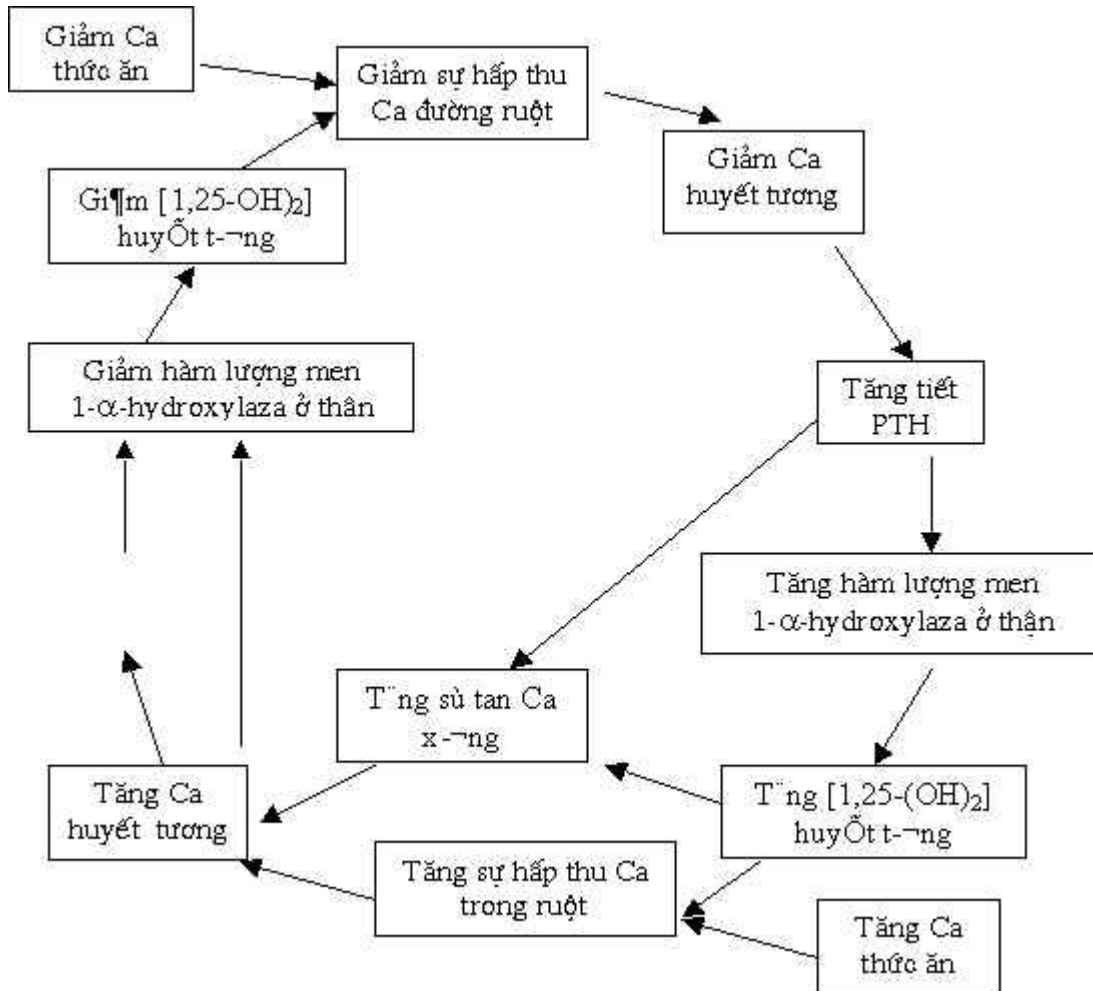 Giảm Ca
thức ăn
Giảm sự hấp thu
Ca đường ruột
Giảm Ca
huyết tương
Gi¶m [1,25-OH)₂]
huyÕt t-¬ng
Giảm hàm lượng men
1-α-hydroxylaza ở thân
Tăng tiết
PTH
Tăng hàm lượng men
1-α-hydroxylaza ở thận
T¨ng sù tan Ca
x-¬ng
Tăng Ca
huyết tương
T¨ng [1,25-(OH)₂]
huyÕt t-¬ng
Tăng sự hấp thu Ca
trong ruột
Tăng Ca
thức ăn